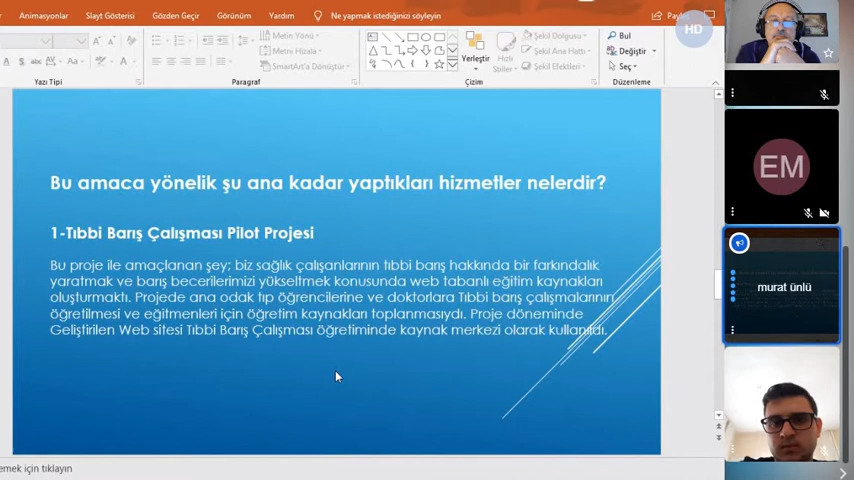 Animasyonlar Slayt Gösterisi Gözden Geçir Görünüm Yardım Ne yapmak istediğinizi söyleyin
Metin Yönü
Metni Hizala
SmartArt'a Dönüştür
Yerleştir
Hızlı
Stiller
Şekil Dolgusu
Şekil Ana Hattı
Şekil Efektleri
Bul
Değiştir
Seç
Yazı Tipi Paragraf Çizim Düzenleme
HD
Bu amaca yönelik şu ana kadar yaptıkları hizmetler nelerdir?
1-Tıbbi Barış Çalışması Pilot Projesi
Bu proje ile amaçlanan şey; biz sağlık çalışanlarının tıbbi barış hakkında bir farkındalık
yaratmak ve barış becerilerimizi yükseltmek konusunda web tabanlı eğitim kaynakları
oluşturmaktı. Projede ana odak tıp öğrencilerine ve doktorlara Tıbbi barış çalışmalarının
öğretilmesi ve eğitmenleri için öğretim kaynakları toplanmasıydı. Proje döneminde
Geliştirilen Web sitesi Tıbbi Barış Çalışması öğretiminde kaynak merkezi olarak kullanıldı.
emek için tıklayın
EM
murat ünlü